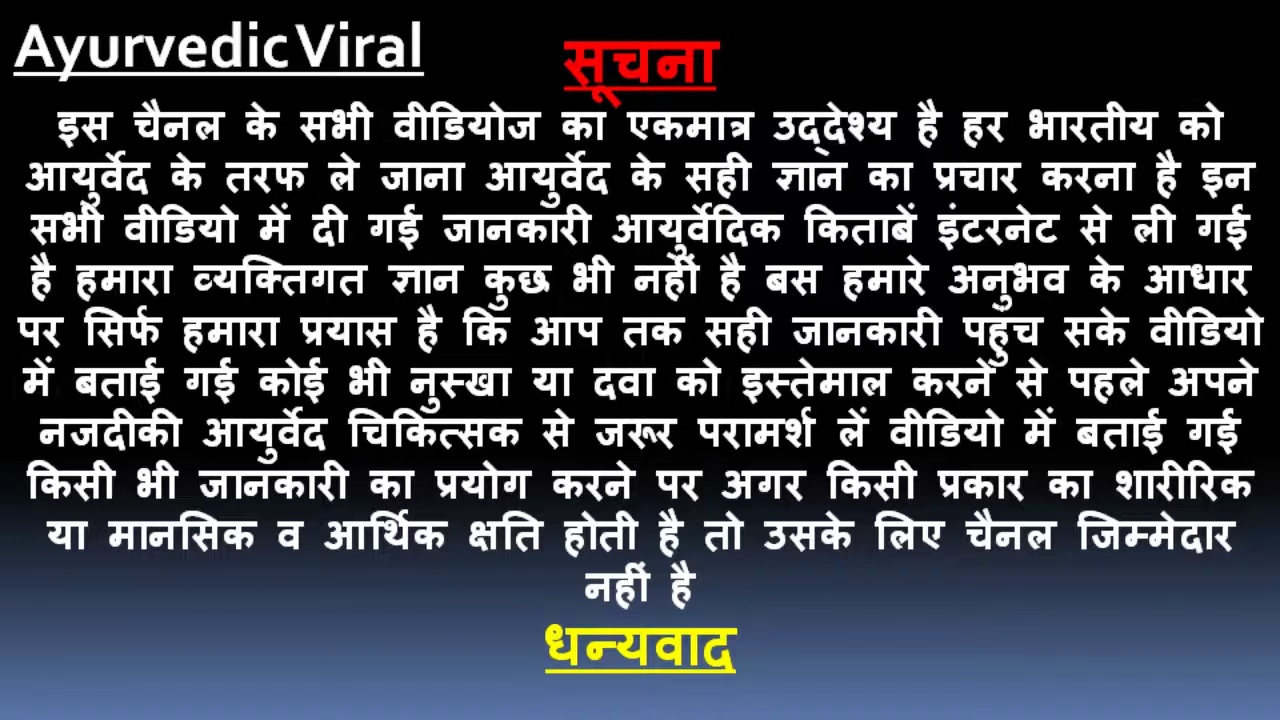 Ayurvedic Viral
सूचना
इस चैनल के सभी वीडियोज का एकमात्र उद्देश्य है हर भारतीय को
आयुर्वेद के तरफ ले जाना आयुर्वेद के सही ज्ञान का प्रचार करना है इन
सभी वीडियो में दी गई जानकारी आयुर्वेदिक किताबें इंटरनेट से ली गई
है हमारा व्यक्तिगत ज्ञान कुछ भी नहीं है बस हमारे अनुभव के आधार
पर सिर्फ हमारा प्रयास है कि आप तक सही जानकारी पहुंच सके वीडियो
में बताई गई कोई भी नुस्खा या दवा को इस्तेमाल करने से पहले अपने
नजदीकी आयुर्वेद चिकित्सक से जरूर परामर्श लें वीडियो में बताई गई
किसी भी जानकारी का प्रयोग करने पर अगर किसी प्रकार का शारीरिक
या मानसिक व आर्थिक क्षति होती है तो उसके लिए चैनल जिम्मेदार
नहीं है
धन्यवाद